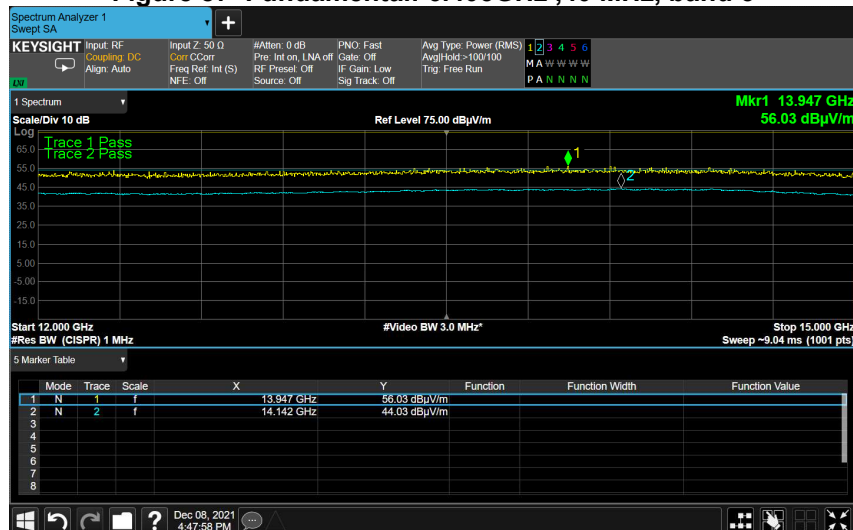 Spectrum Analyzer 1
Swept SA
+
KEYSIGHT Input: RF Input Z: 50 Ω #Atten: 0 dB PNO: Fast Avg Type: Power (RMS) 1 2 3 4 5 6
Coupling: DC Corr CCorr Pre: Int on, LNA off Gate: Off Avg|Hold:>100/100 M A W W W W
Align: Auto Freq Ref: Int (S) RF Presel: Off IF Gain: Low Trig: Free Run P A N N N N
NFE: Off Source: Off Sig Track: Off
LXI
1 Spectrum Mkr1 13.947 GHz
Scale/Div 10 dB Ref Level 75.00 dBµV/m 56.03 dBµV/m
Log
65.0 Trace 1 Pass
Trace 2 Pass
1
55.0
2
45.0
35.0
25.0
15.0
5.00
-5.00
-15.0
Start 12.000 GHz #Video BW 3.0 MHz* Stop 15.000 GHz
#Res BW (CISPR) 1 MHz Sweep ~9.04 ms (1001 pts)
5 Marker Table
Mode Trace Scale X Y Function Function Width Function Value
1 N 1 f 13.947 GHz 56.03 dBµV/m
2 N 2 f 14.142 GHz 44.03 dBµV/m
3
4
5
6
7
8
? Dec 08, 2021
4:47:58 PM